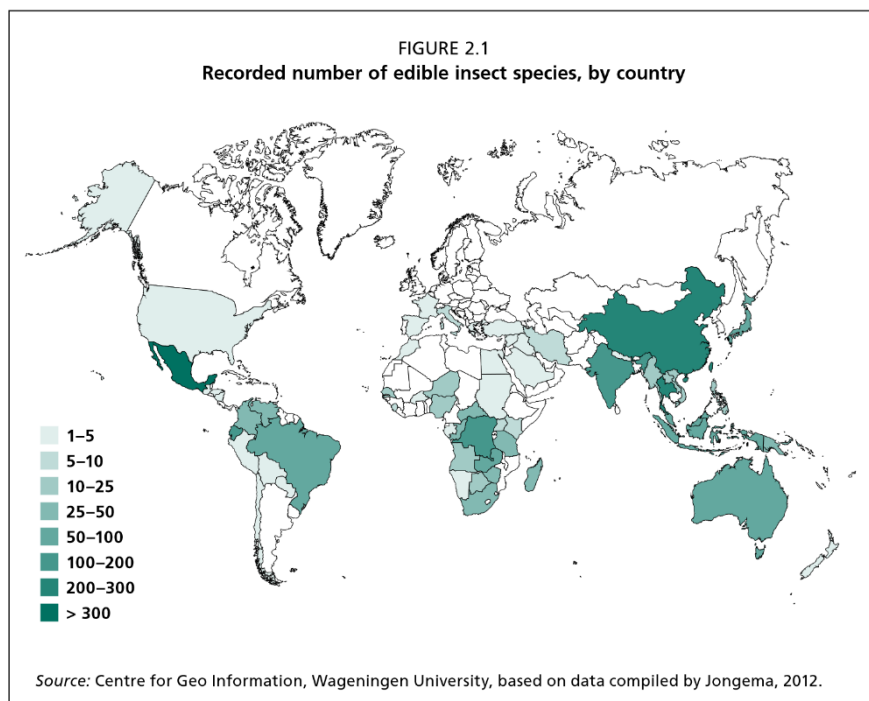 FIGURE 2.1
Recorded number of edible insect species, by country
1–5
5–10
10–25
25–50
50–100
100–200
200–300
> 300
Source: Centre for Geo Information, Wageningen University, based on data compiled by Jongema, 2012.